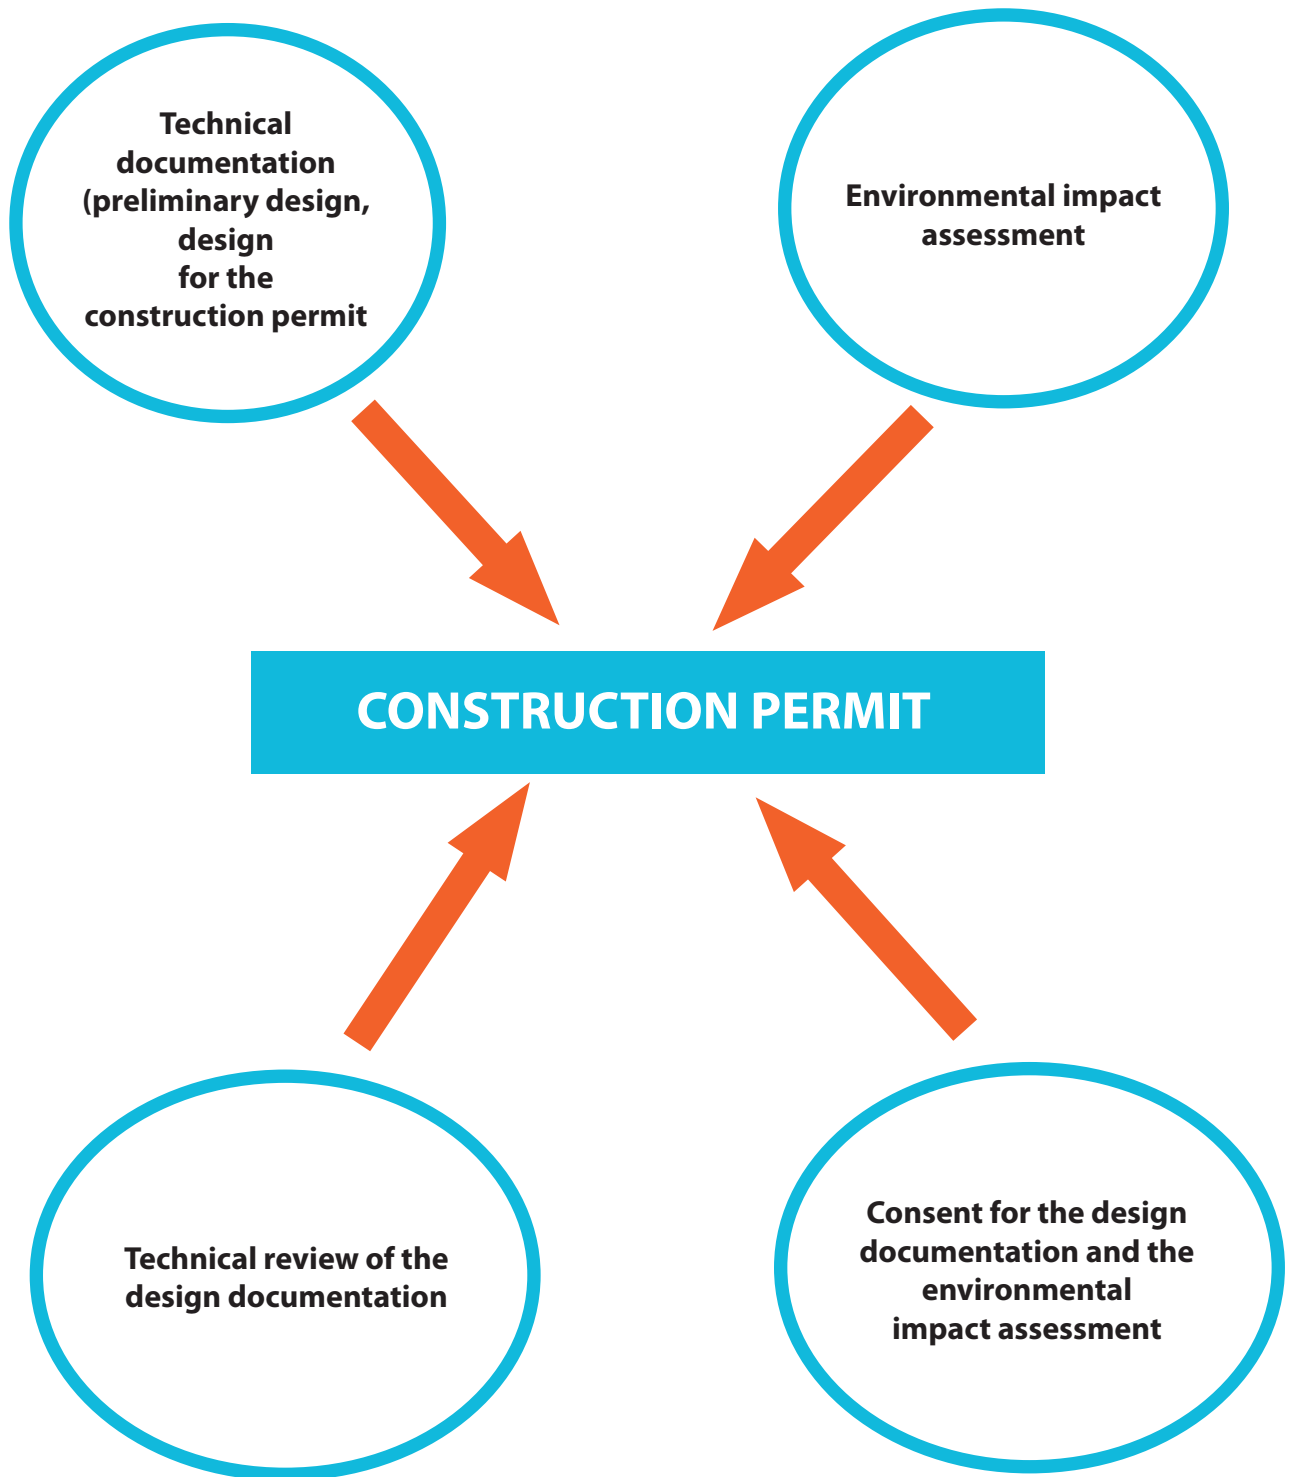 Technical
documentation
(preliminary design,
design
for the
construction permit
Environmental impact
assessment
CONSTRUCTION PERMIT
Technical review of the
design documentation
Consent for the design
documentation and the
environmental
impact assessment